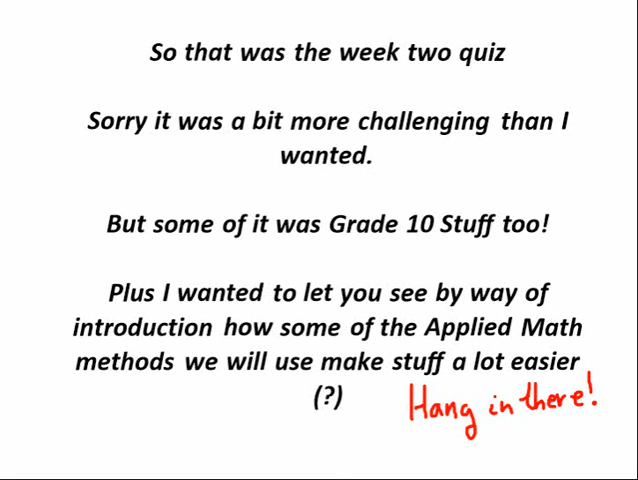 So that was the week two quiz
Sorry it was a bit more challenging than I
wanted.
But some of it was Grade 10 Stuff too!
Plus I wanted to let you see by way of
introduction how some of the Applied Math
methods we will use make stuff a lot easier
(?)
Hang in there!